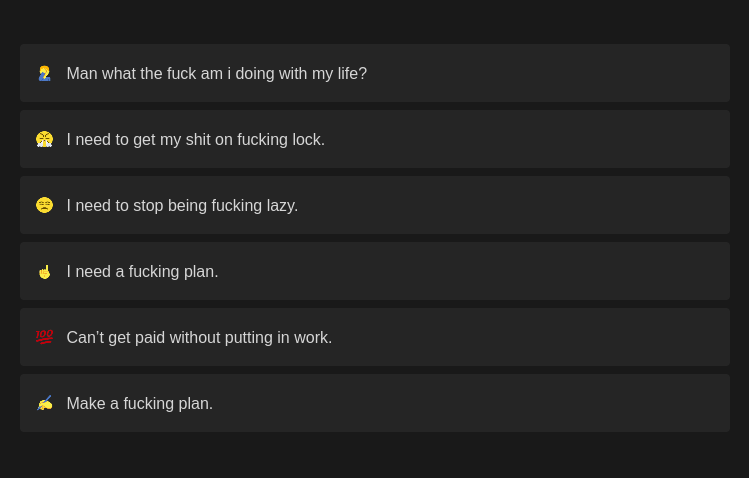 🤦‍♂️ Man what the fuck am i doing with my life?
😤 I need to get my shit on fucking lock.
😒 I need to stop being fucking lazy.
☝️ I need a fucking plan.
💯 Can't get paid without putting in work.
✍️ Make a fucking plan.